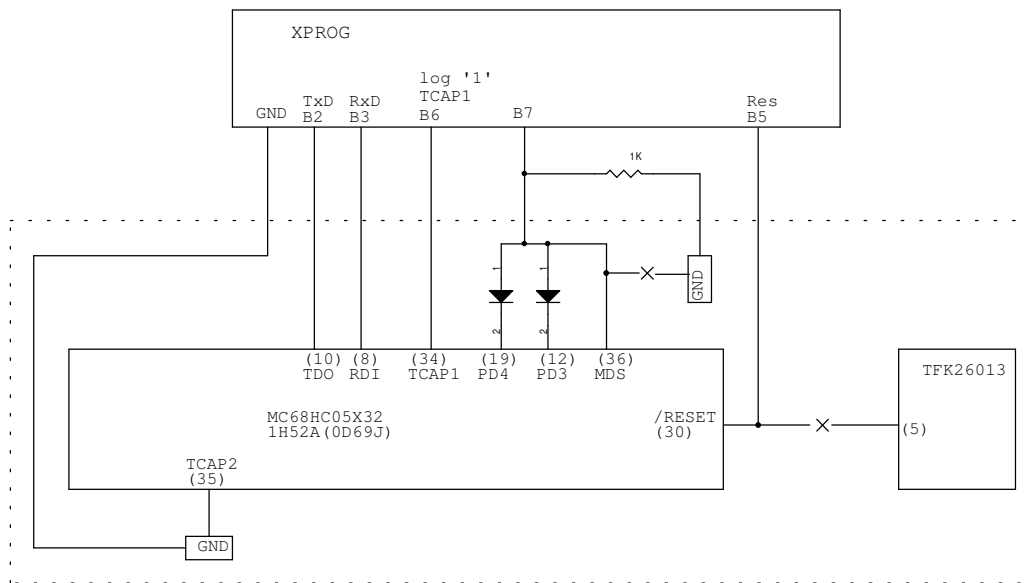 XPROG
log '1'
TxD RxD TCAP1 Res
GND B2 B3 B6 B7 B5
1K
1 1
GND
2 2
(10) (8) (34) (19) (12) (36)
TDO RDI TCAP1 PD4 PD3 MDS
TFK26013
MC68HC05X32 /RESET
1H52A(0D69J) (30)
(5)
TCAP2
(35)
GND